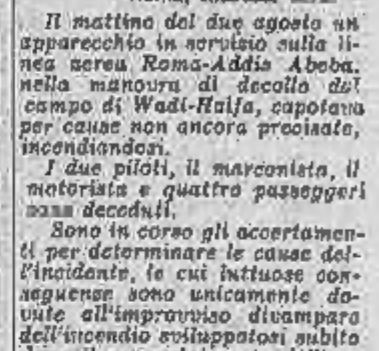 Il mattino del due agosto un
apparecchio in servizio sulla li-
nea aerea Roma-Addis Abeba,
nella manovra di decollo dal
campo di Wadi-Halfa, capotava
per cause non ancora precisate,
incendiandosi.
I due piloti, il marconista, il
motorista e quattro passeggeri
sono deceduti.
Sono in corso gli accertamen-
ti per determinare le cause del-
l'incidente, le cui luttuose con-
seguenze sono unicamente do-
vute all'improvviso divampare
dell'incendio sviluppatosi subito